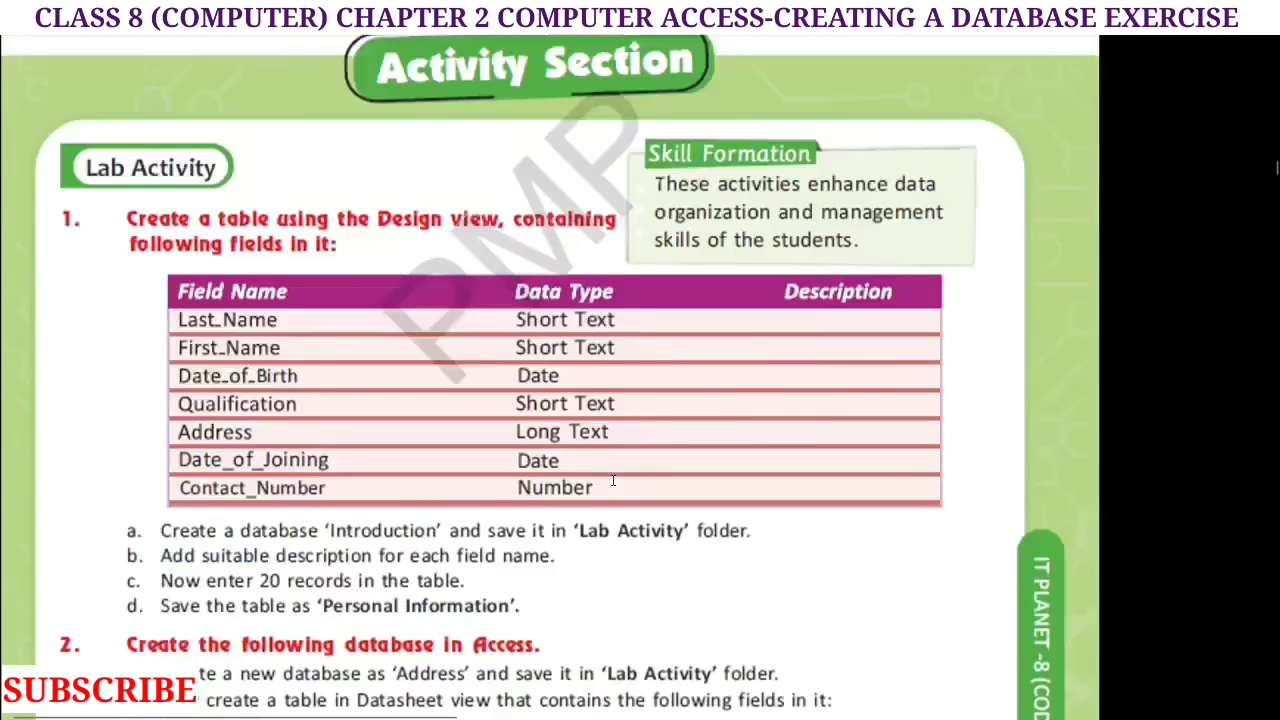 CLASS 8 (COMPUTER) CHAPTER 2 COMPUTER ACCESS-CREATING A DATABASE EXERCISE
Activity Section
Lab Activity
Skill Formation
These activities enhance data
organization and management
skills of the students.
1. Create a table using the Design view, containing
following fields in it:
Field Name Data Type Description
Last_Name Short Text
First_Name Short Text
Date_of_Birth Date
Qualification Short Text
Address Long Text
Date_of_Joining Date
Contact_Number Number
PMP
a. Create a database ‘Introduction’ and save it in ‘Lab Activity’ folder.
b. Add suitable description for each field name.
c. Now enter 20 records in the table.
d. Save the table as ‘Personal Information’.
2. Create the following database in Access.
te a new database as ‘Address’ and save it in ‘Lab Activity’ folder.
create a table in Datasheet view that contains the following fields in it:
SUBSCRIBE
IT PLANET -8 (COD